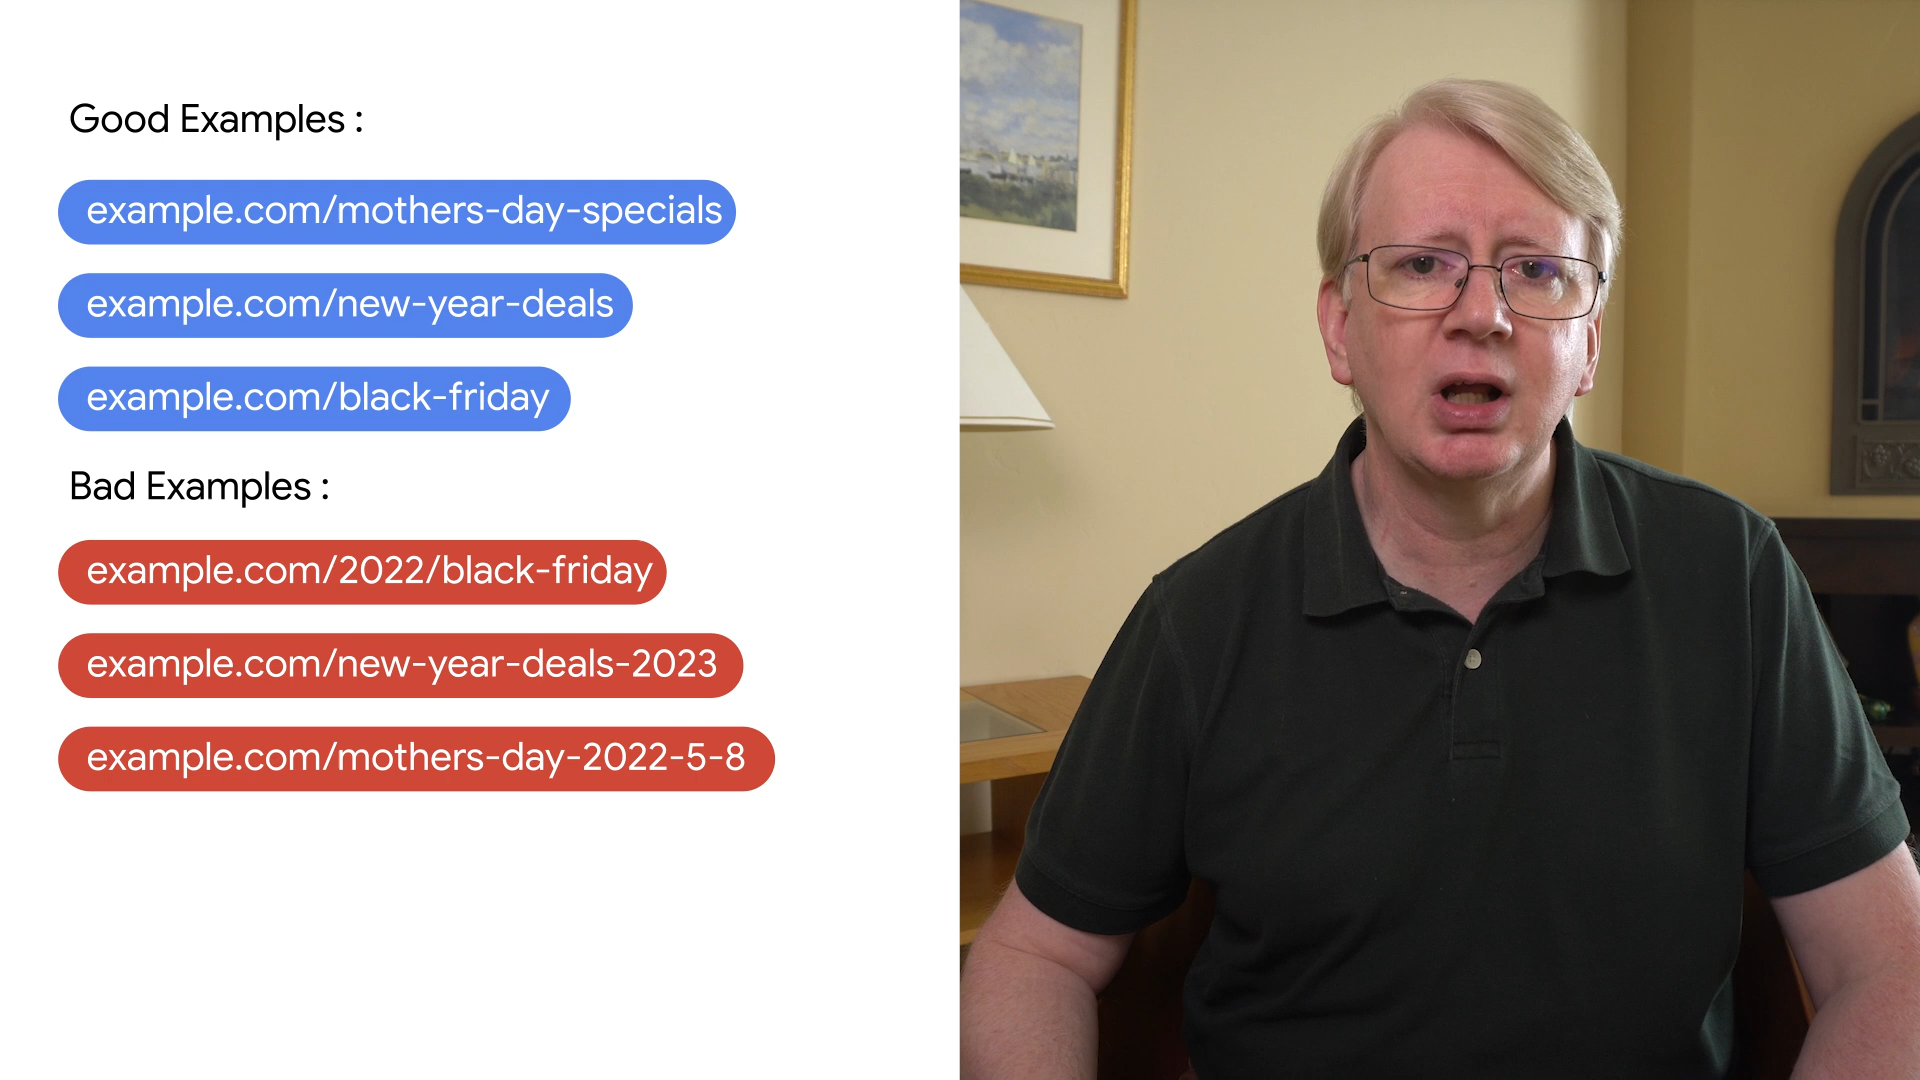 Good Examples :
example.com/mothers-day-specials
example.com/new-year-deals
example.com/black-friday
Bad Examples :
example.com/2022/black-friday
example.com/new-year-deals-2023
example.com/mothers-day-2022-5-8